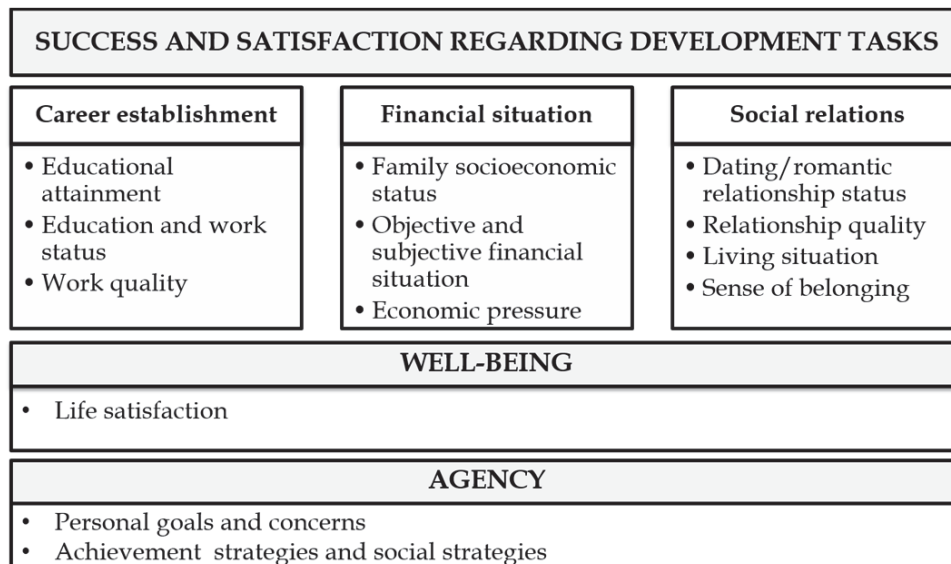 SUCCESS AND SATISFACTION REGARDING DEVELOPMENT TASKS
Career establishment
• Educational
attainment
• Education and work
status
• Work quality
Financial situation
• Family socioeconomic
status
• Objective and
subjective financial
situation
• Economic pressure
Social relations
• Dating/romantic
relationship status
• Relationship quality
• Living situation
• Sense of belonging
WELL-BEING
• Life satisfaction
AGENCY
• Personal goals and concerns
• Achievement strategies and social strategies